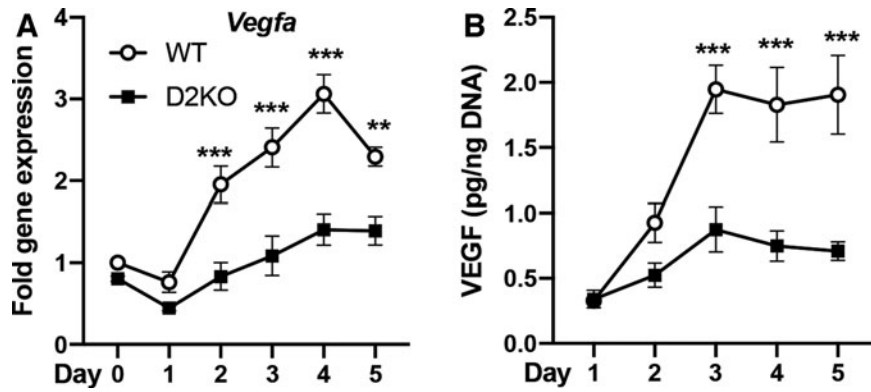 A
Vegfa
WT
D2KO
Fold gene expression
4
3
2
1
0
***
***
***
**
Day 0 1 2 3 4 5
B
VEGF (pg/ng DNA)
2.5
2.0
1.5
1.0
0.5
0.0
***
***
***
Day 1 2 3 4 5